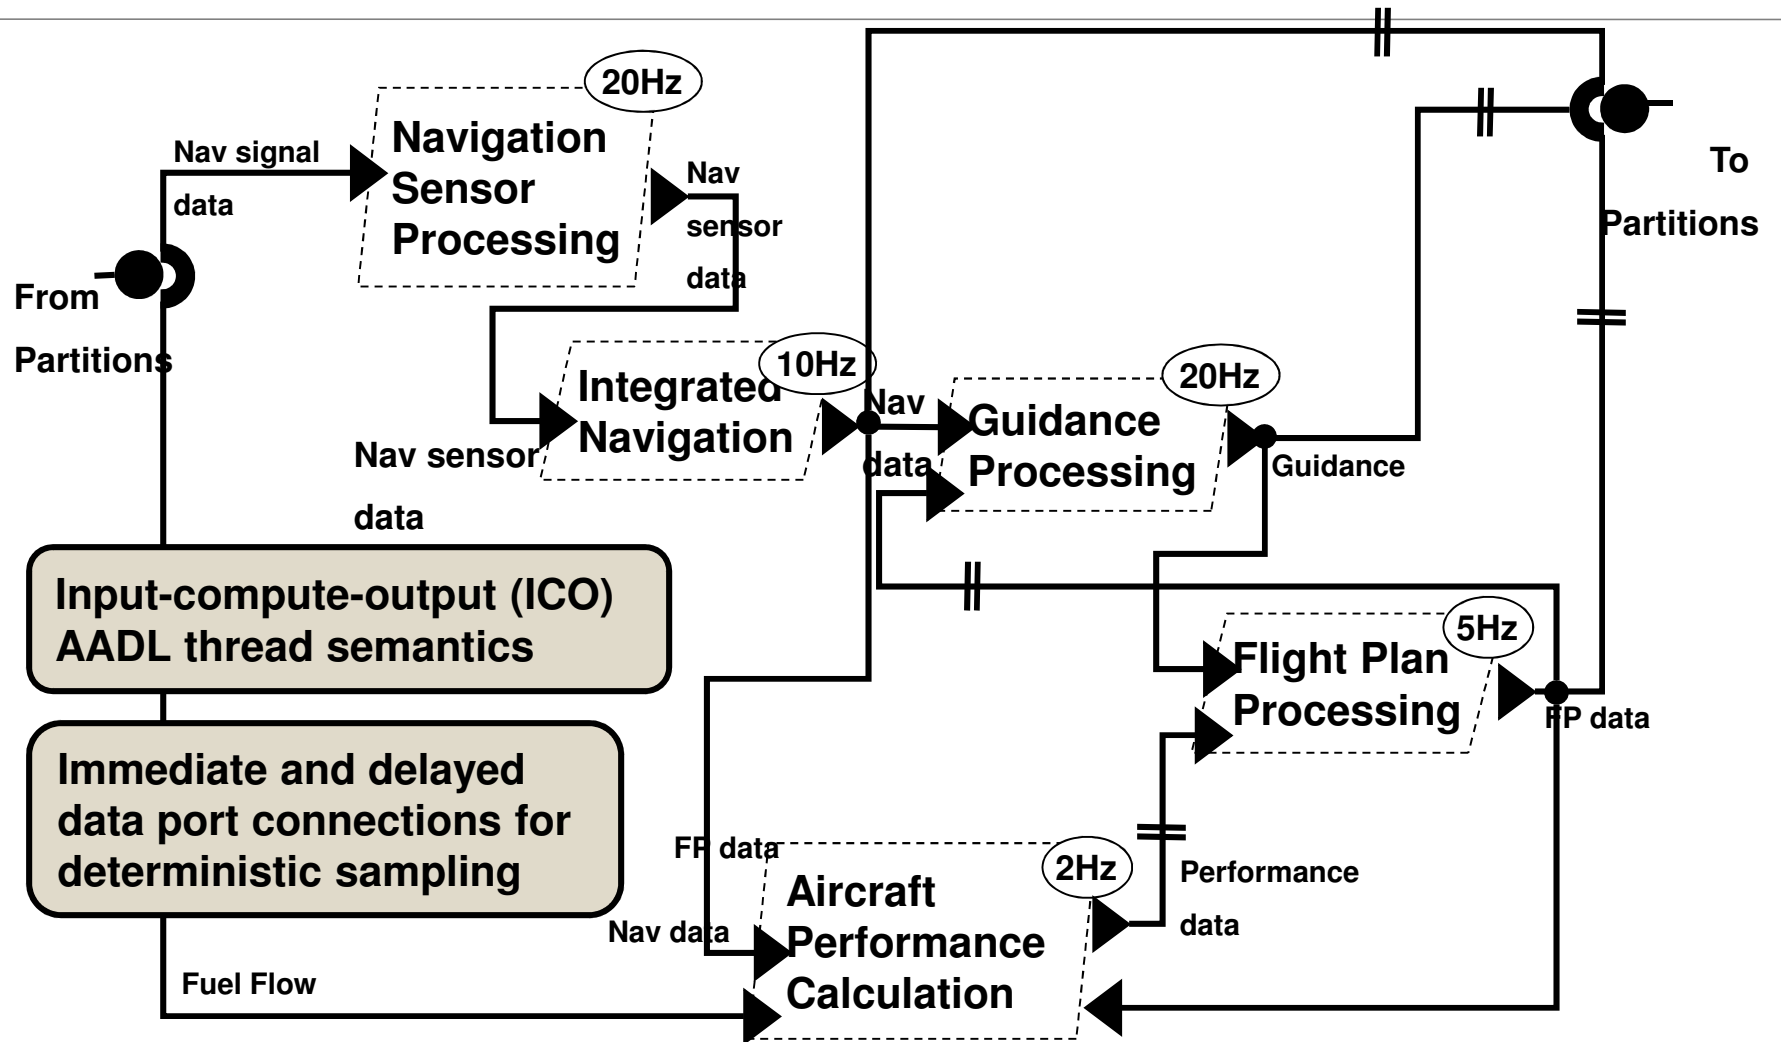 20Hz
Navigation
Sensor
Processing
Nav signal
data
Nav
sensor
data
From
Partitions
To
Partitions
10Hz
Integrated
Navigation
Nav sensor
data
Nav
data
20Hz
Guidance
Processing
Guidance
Input-compute-output (ICO)
AADL thread semantics
5Hz
Flight Plan
Processing
FP data
Immediate and delayed
data port connections for
deterministic sampling
FP data
2Hz
Aircraft
Performance
Calculation
Performance
data
Nav data
Fuel Flow